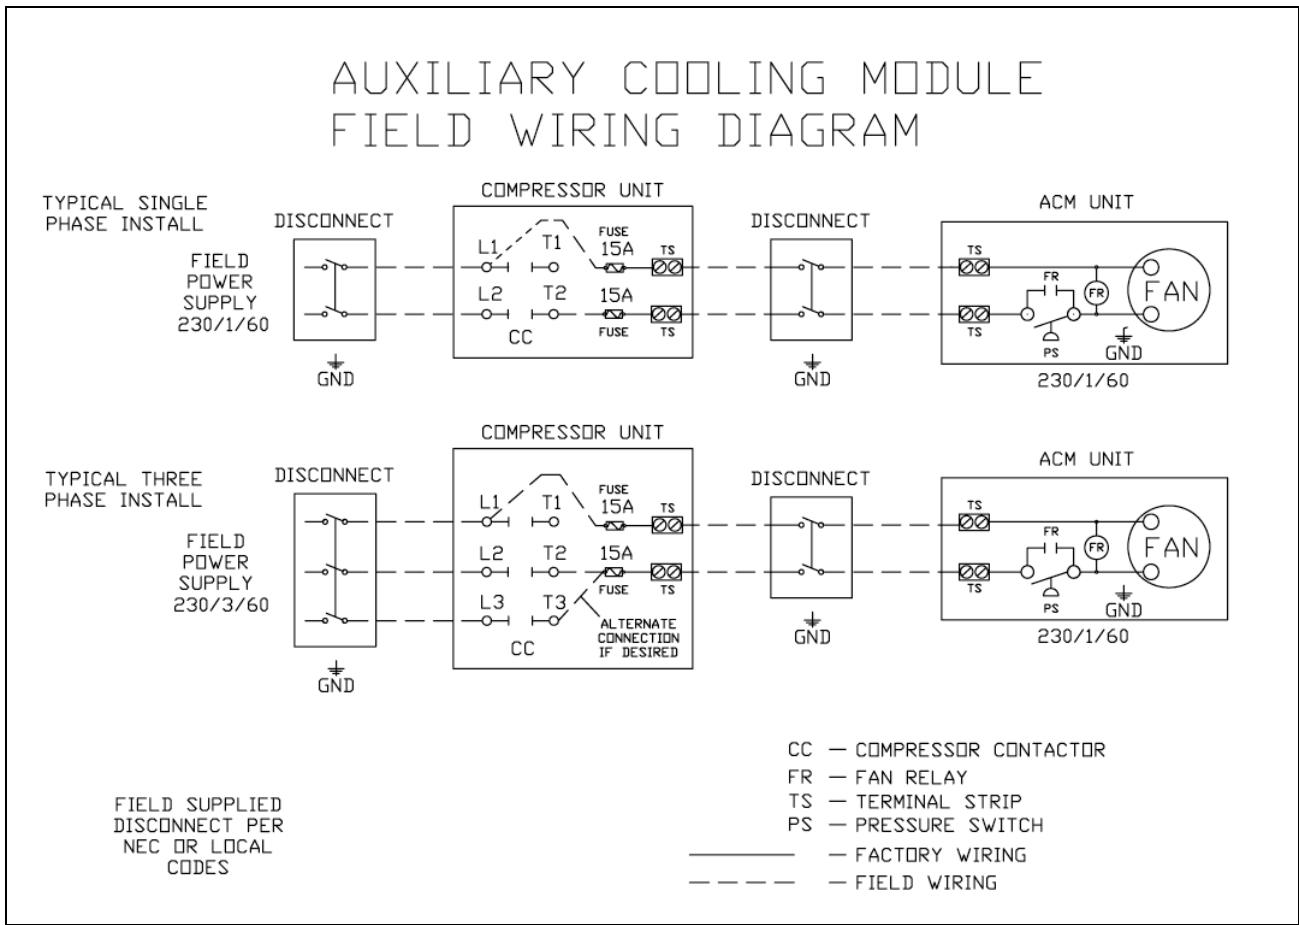 AUXILIARY COOLING MODULE
FIELD WIRING DIAGRAM
TYPICAL SINGLE
PHASE INSTALL
FIELD
POWER
SUPPLY
230/1/60
DISCONNECT
GND
COMPRESSOR UNIT
L1
T1
FUSE
15A
TS
L2
T2
15A
FUSE
TS
CC
DISCONNECT
GND
ACM UNIT
TS
FR
FR
FAN
TS
PS
GND
230/1/60
TYPICAL THREE
PHASE INSTALL
FIELD
POWER
SUPPLY
230/3/60
DISCONNECT
GND
COMPRESSOR UNIT
L1
T1
FUSE
15A
TS
L2
T2
15A
FUSE
TS
L3
T3
CC
ALTERNATE
CONNECTION
IF DESIRED
DISCONNECT
GND
ACM UNIT
TS
FR
FR
FAN
TS
PS
GND
230/1/60
CC — COMPRESSOR CONTACTOR
FR — FAN RELAY
TS — TERMINAL STRIP
PS — PRESSURE SWITCH
— FACTORY WIRING
— FIELD WIRING
FIELD SUPPLIED
DISCONNECT PER
NEC OR LOCAL
CODES